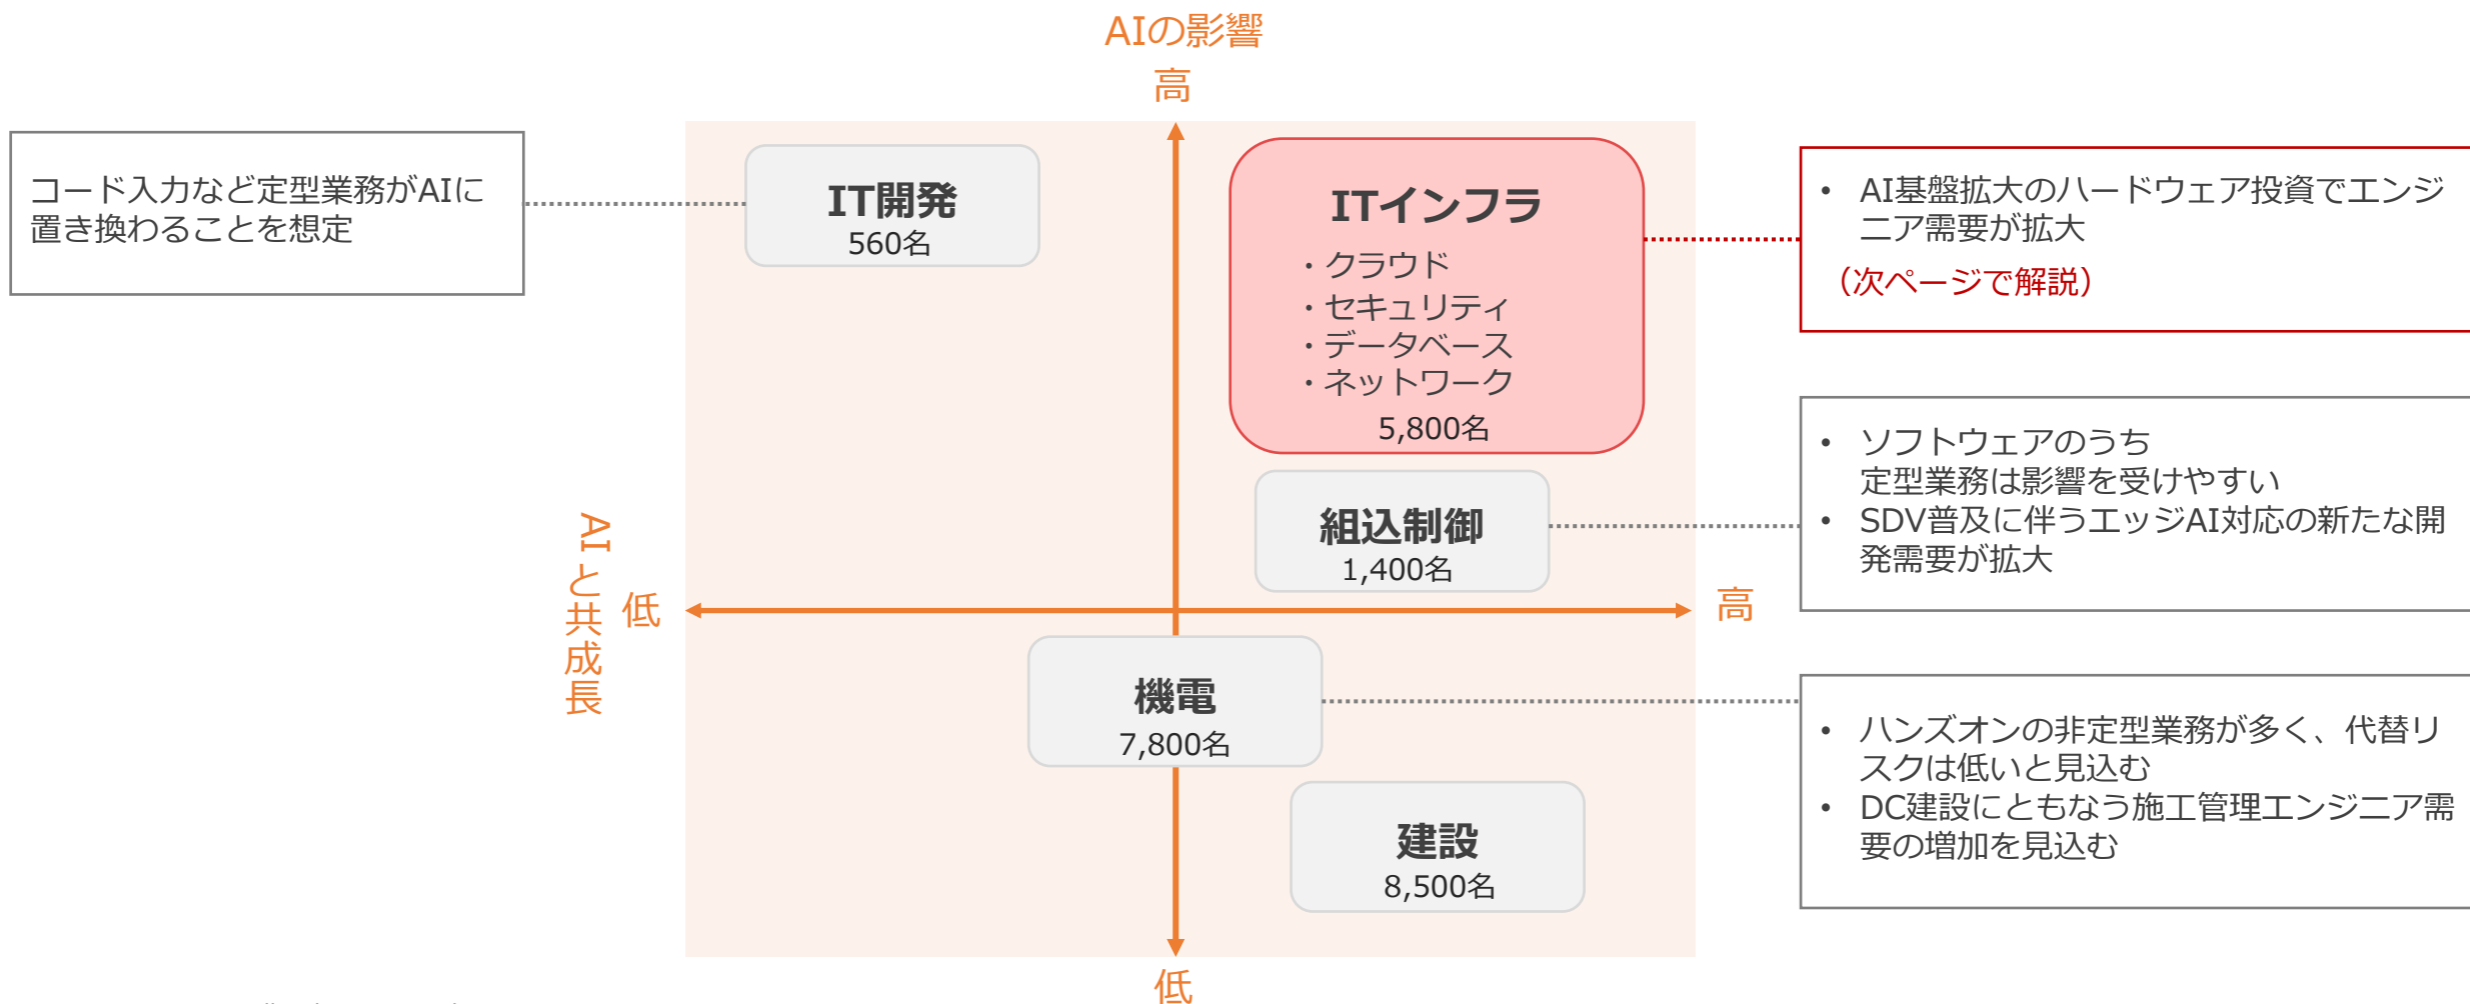 AIの影響
高
コード入力など定型業務がAIに
置き換わることを想定
IT開発
560名
ITインフラ
・クラウド
・セキュリティ
・データベース
・ネットワーク
5,800名
• AI基盤拡大のハードウェア投資でエンジ
ニア需要が拡大
（次ページで解説）
組込制御
1,400名
• ソフトウェアのうち
定型業務は影響を受けやすい
• SDV普及に伴うエッジAI対応の新たな開
発需要が拡大
AIと共成長
低
高
機電
7,800名
• ハンズオンの非定型業務が多く、代替リ
スクは低いと見込む
• DC建設にともなう施工管理エンジニア需
要の増加を見込む
建設
8,500名
低